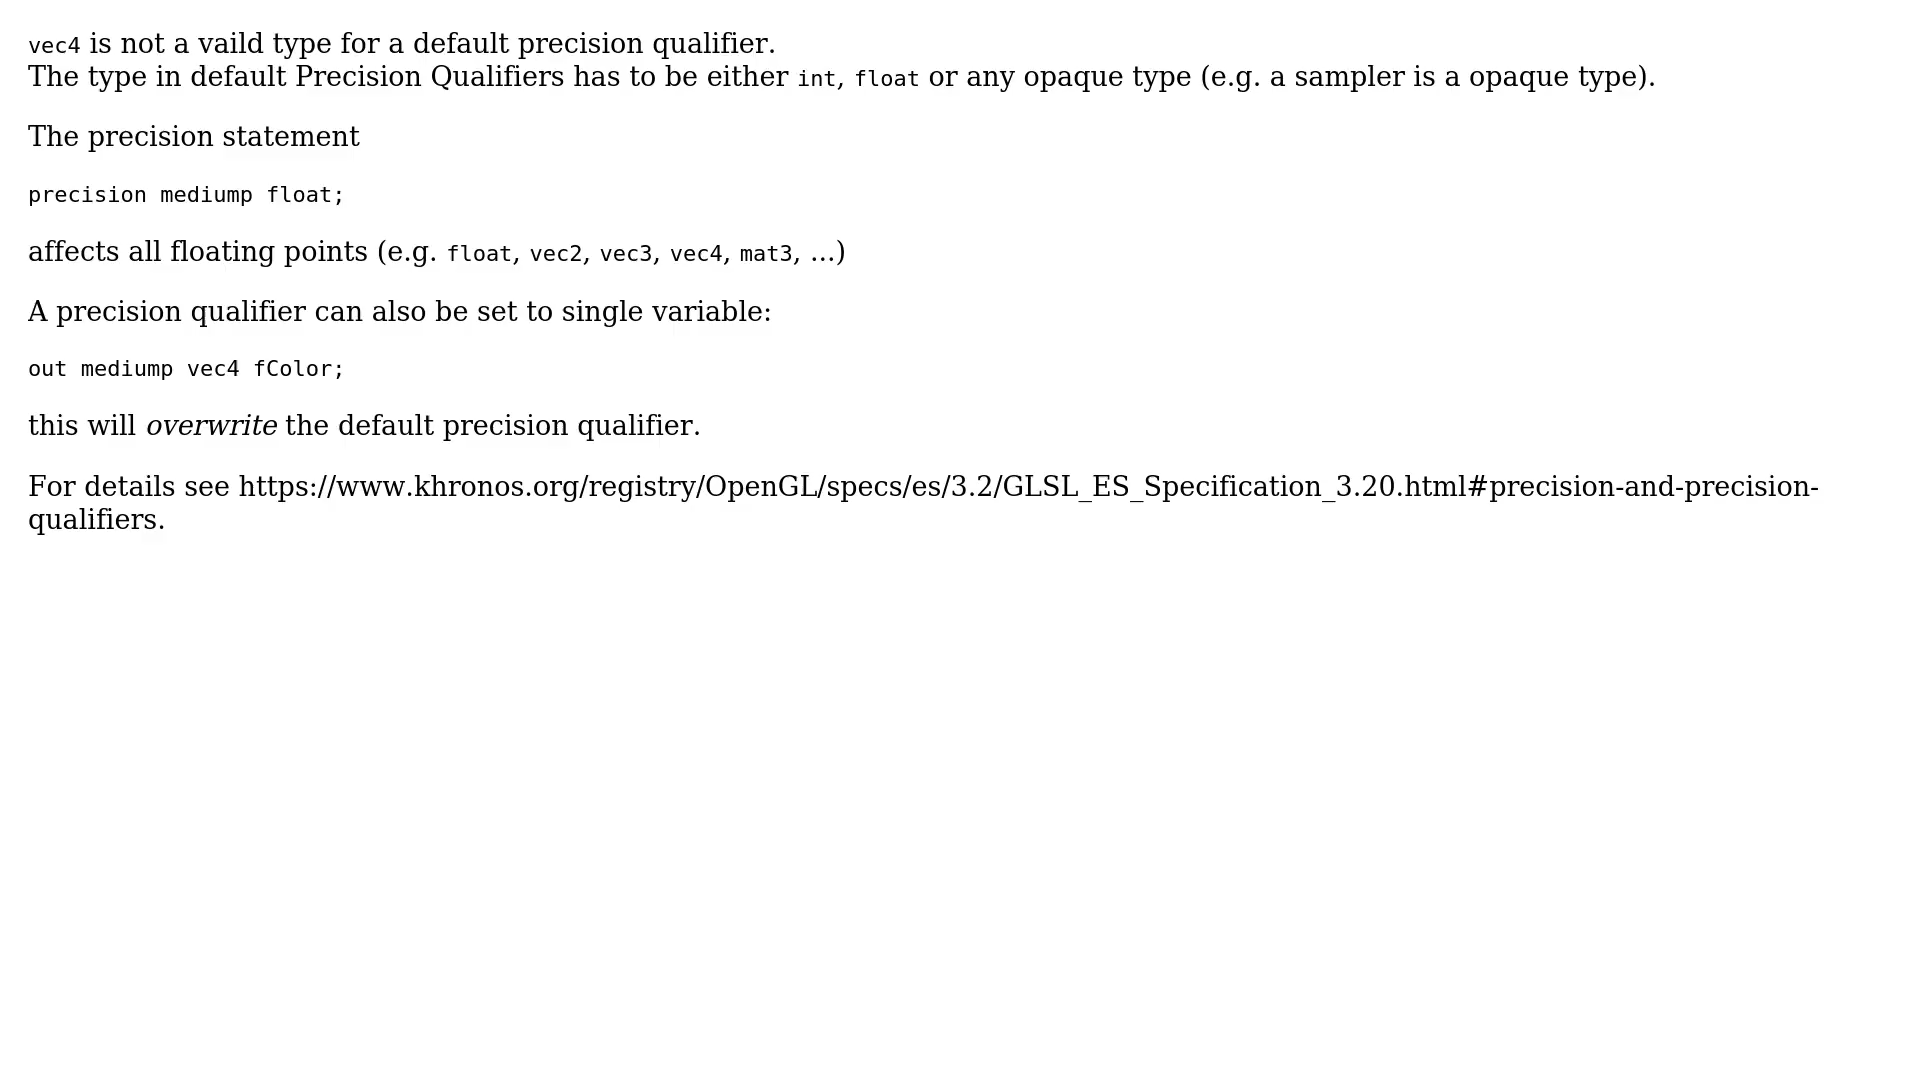 vec4 is not a vaild type for a default precision qualifier.
The type in default Precision Qualifiers has to be either int, float or any opaque type (e.g. a sampler is a opaque type).
The precision statement
precision mediump float;
affects all floating points (e.g. float, vec2, vec3, vec4, mat3, ...)
A precision qualifier can also be set to single variable:
out mediump vec4 fColor;
this will overwrite the default precision qualifier.
For details see https://www.khronos.org/registry/OpenGL/specs/es/3.2/GLSL_ES_Specification_3.20.html#precision-and-precision-
qualifiers.